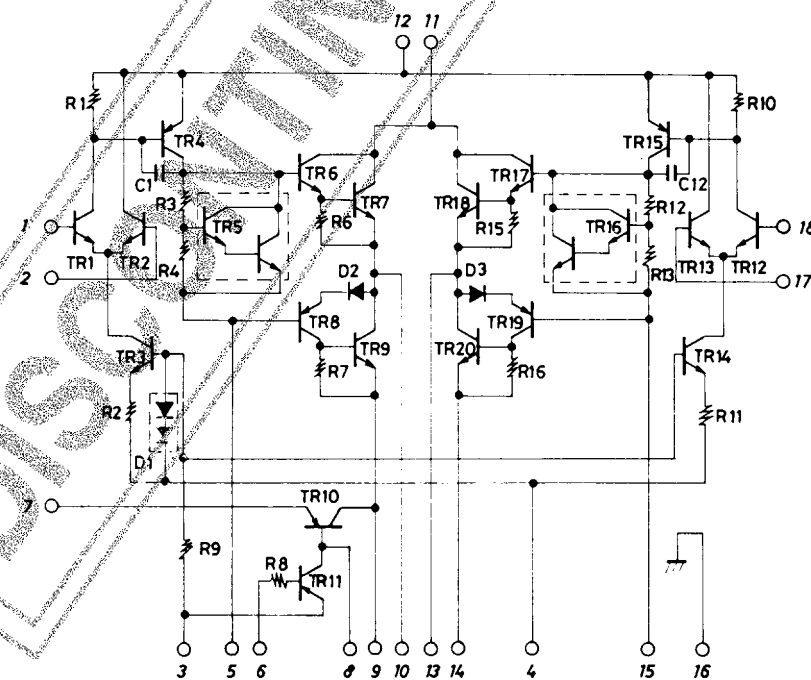 12 11
R1
R10
TR4
TR15
C1
TR6
TR17
C12
R3
TR7
TR18
R12
1
TR5
R6
R15
TR16
16
R4
TR1
TR2
R13
TR13
TR12
2
17
D2
D3
TR8
TR19
TR3
TR9
TR20
TR14
R7
R16
R2
R11
D1
7
TR10
R9
R8
TR11
3 5 6 8 9 10 13 14 4 15 16
DISCONTIN